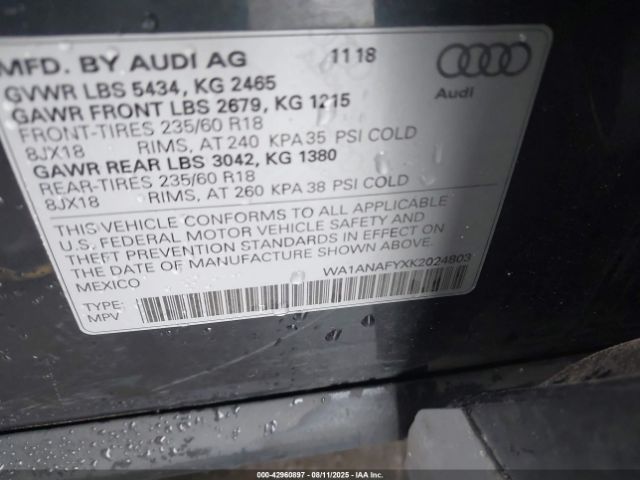 MFD. BY AUDI AG 1118
GVWR LBS 5434, KG 2465
GAWR FRONT LBS 2679, KG 1215
FRONT-TIRES 235/60 R18
8JX18 RIMS, AT 240 KPA 35 PSI COLD
GAWR REAR LBS 3042, KG 1380
REAR-TIRES 235/60 R18
8JX18 RIMS, AT 260 KPA 38 PSI COLD
THIS VEHICLE CONFORMS TO ALL APPLICABLE
U.S. FEDERAL MOTOR VEHICLE SAFETY AND
THEFT PREVENTION STANDARDS IN EFFECT ON
THE DATE OF MANUFACTURE SHOWN ABOVE.
MEXICO
WA1ANAFYXK2024803
TYPE:
MPV
Audi
000-42960897 - 08/11/2025 - IAA Inc.